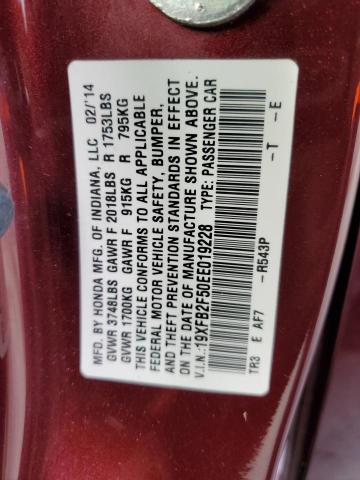 MFD. BY HONDA MFG. OF INDIANA, LLC 02/'14
GVWR 3748LBS GAWR F 2018LBS R 1753LBS
GVWR 1700KG GAWR F 915KG R 795KG
THIS VEHICLE CONFORMS TO ALL APPLICABLE
FEDERAL MOTOR VEHICLE SAFETY, BUMPER,
AND THEFT PREVENTION STANDARDS IN EFFECT
ON THE DATE OF MANUFACTURE SHOWN ABOVE.
V.I.N.: 19XFB2F50EE019228 TYPE: PASSENGER CAR
TR3 E AF7 -R543P -T -E